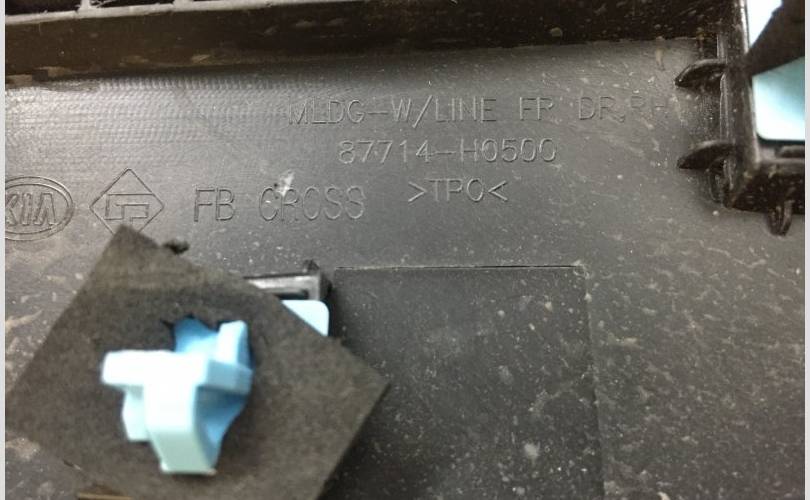 MLDG-W/LINE FR DR,RH
87714-H0500
KIA FB CROSS >TPO<